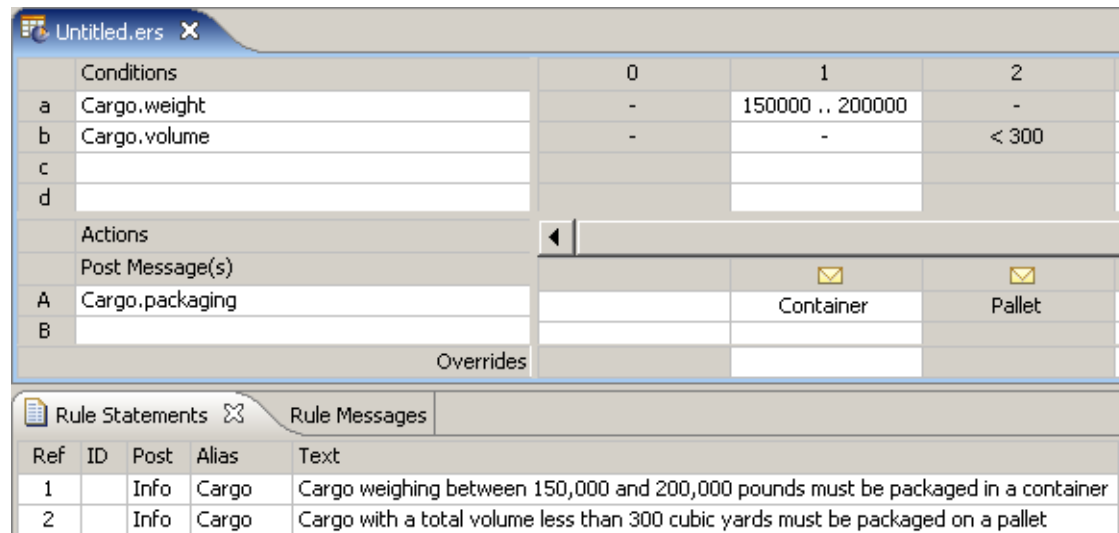 Untitled.ers
Conditions 0 1 2
a Cargo.weight - 150000 .. 200000 -
b Cargo.volume - - < 300
c
d
Actions
Post Message(s)
A Cargo.packaging Container Pallet
B
Overrides
Rule Statements Rule Messages
Ref ID Post Alias Text
1 Info Cargo Cargo weighing between 150,000 and 200,000 pounds must be packaged in a container
2 Info Cargo Cargo with a total volume less than 300 cubic yards must be packaged on a pallet